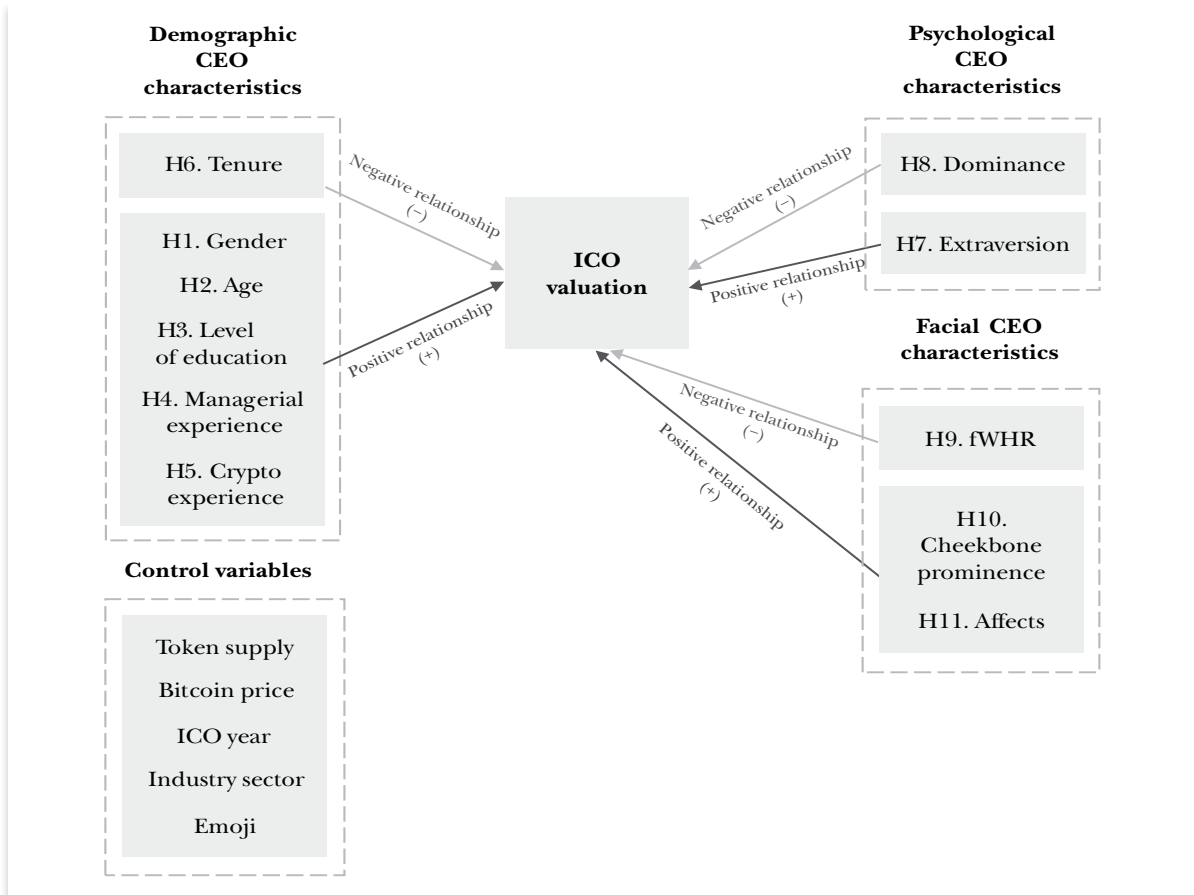 Demographic
CEO
characteristics
H6. Tenure
H1. Gender
H2. Age
H3. Level
of education
H4. Managerial
experience
H5. Crypto
experience
Control variables
Token supply
Bitcoin price
ICO year
Industry sector
Emoji
Negative relationship
(−)
Positive relationship
(+)
ICO
valuation
Negative relationship
(−)
Positive relationship
(+)
Negative relationship
(−)
Positive relationship
(+)
Psychological
CEO
characteristics
H8. Dominance
H7. Extraversion
Facial CEO
characteristics
H9. fWHR
H10.
Cheekbone
prominence
H11. Affects